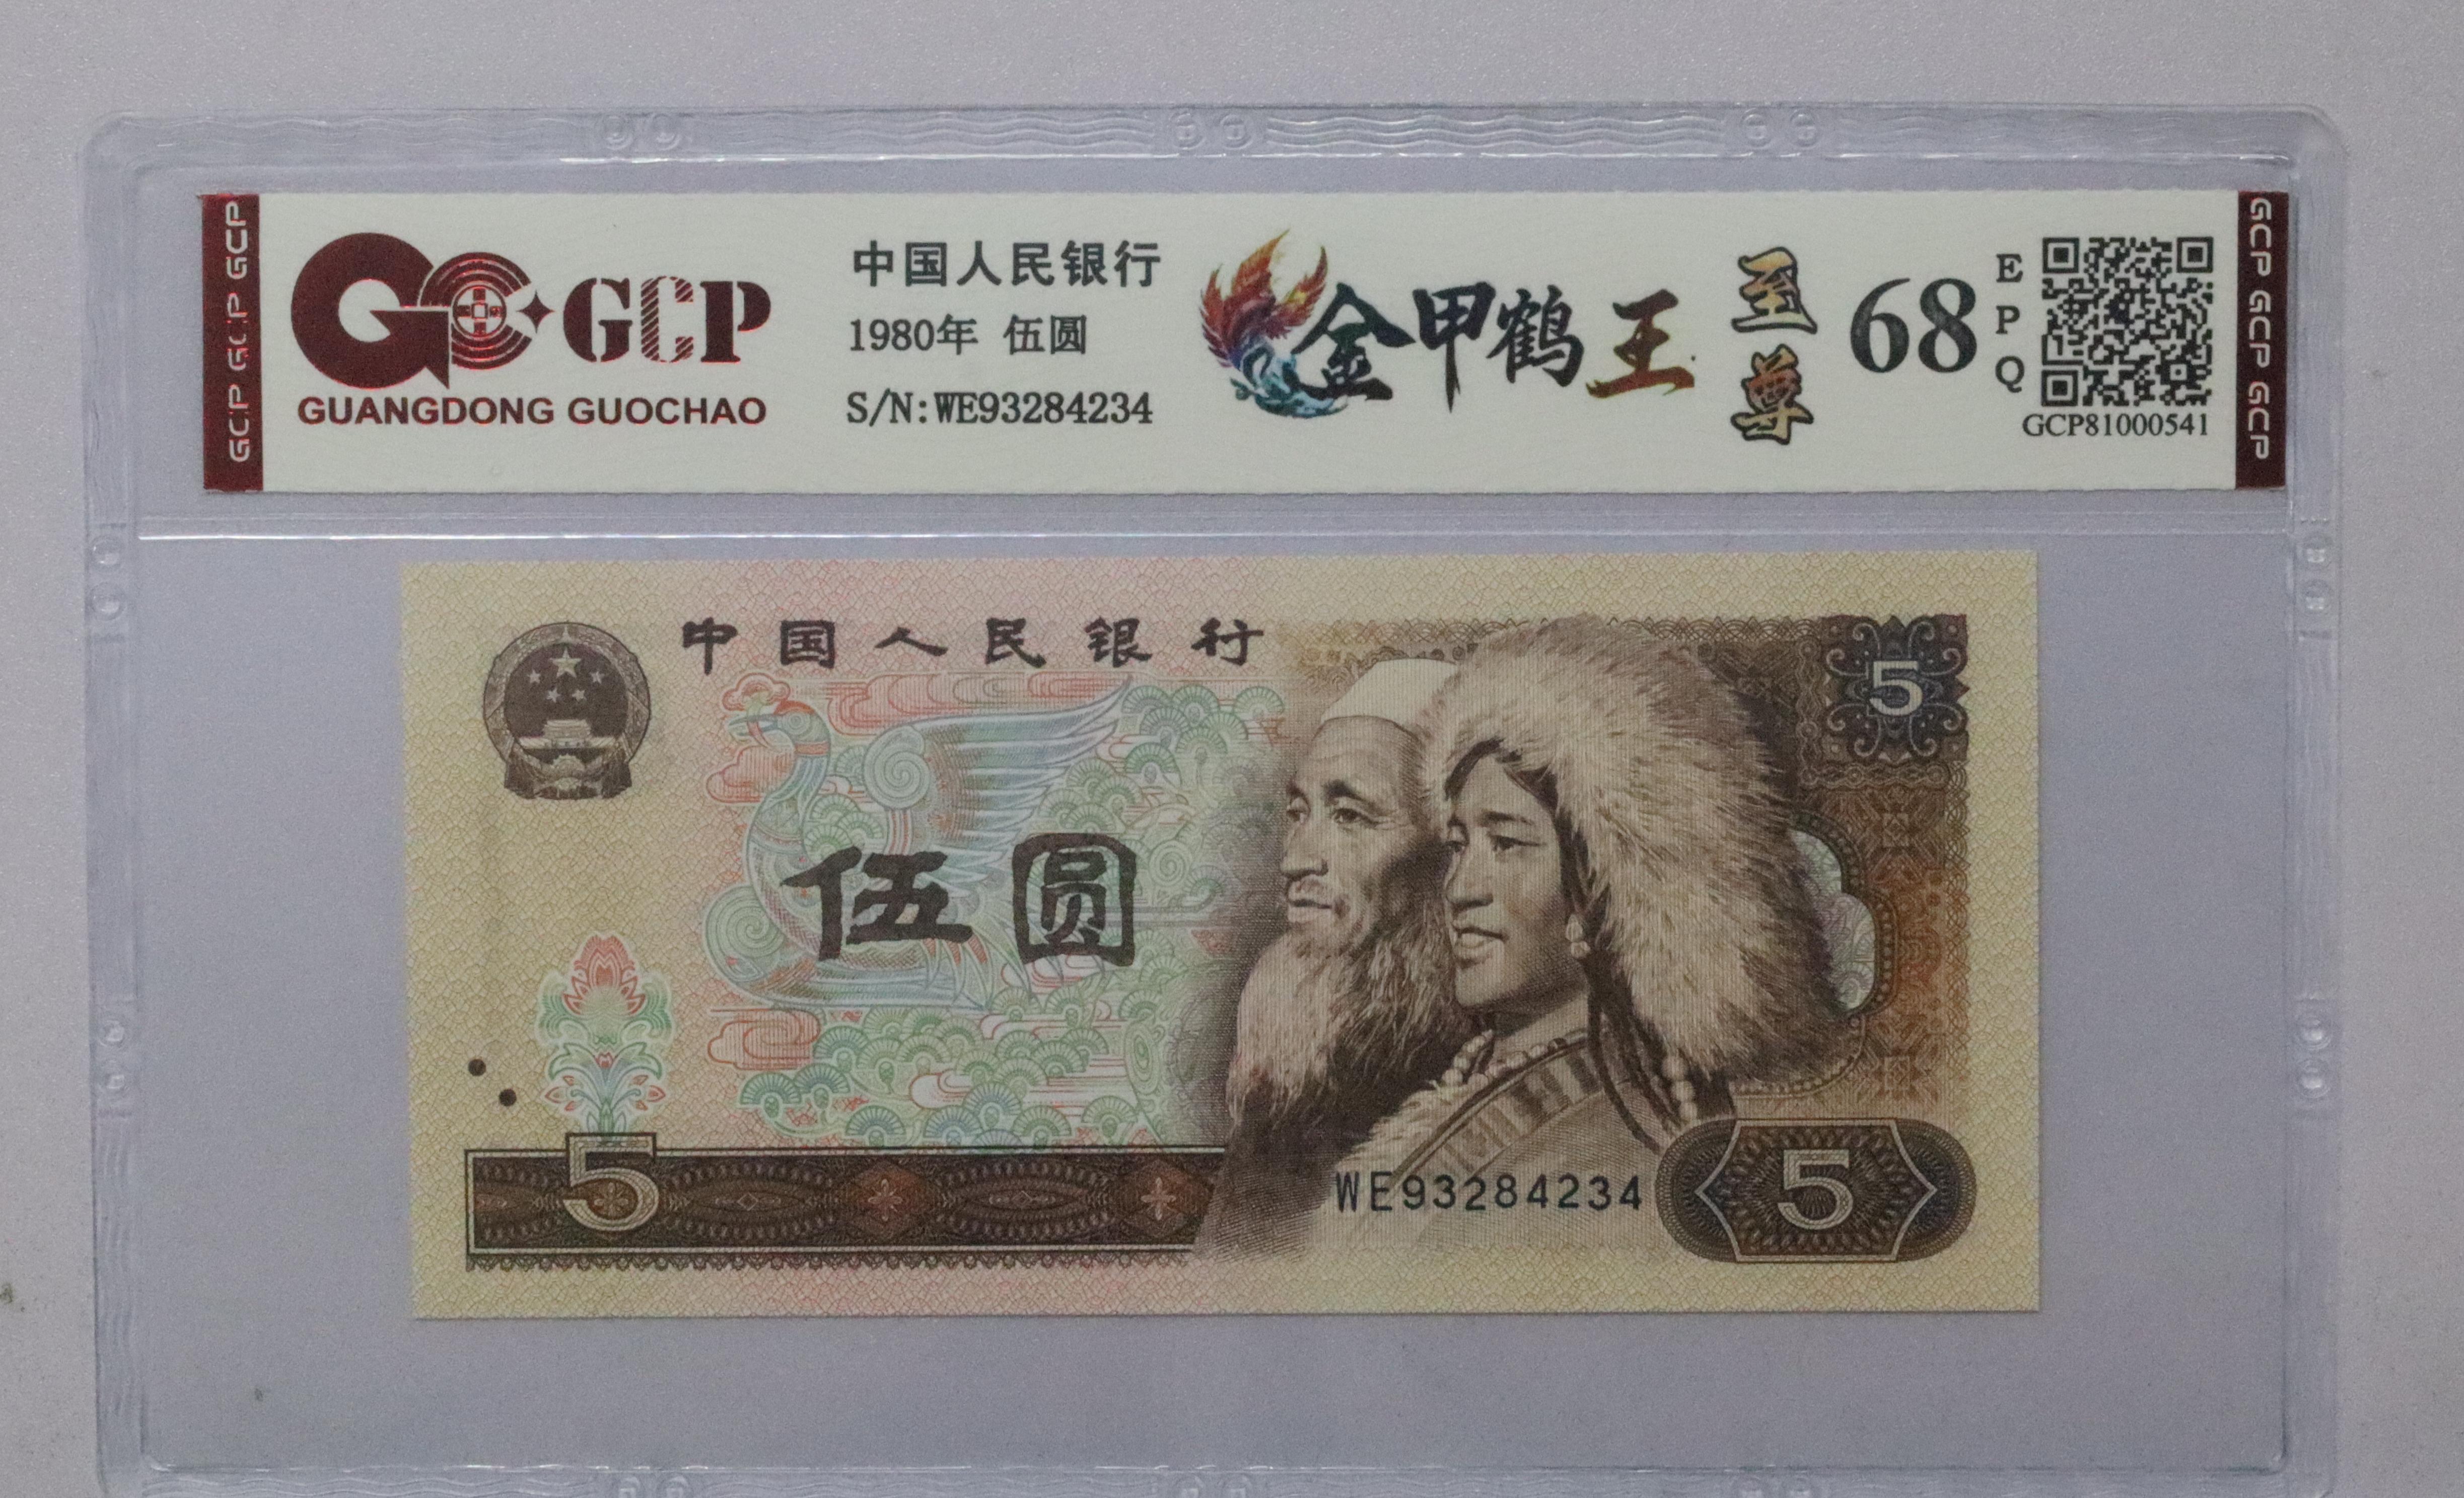 GCP GCP GCP
GCP
GUANGDONG GUOCHAO
中国人民银行
1980年 伍圆
S/N:WE93284234
金甲鹤王
至尊
68
EPQ
GCP81000541
GCP GCP GCP
中国人民银行
5
伍圆
5
WE93284234
5